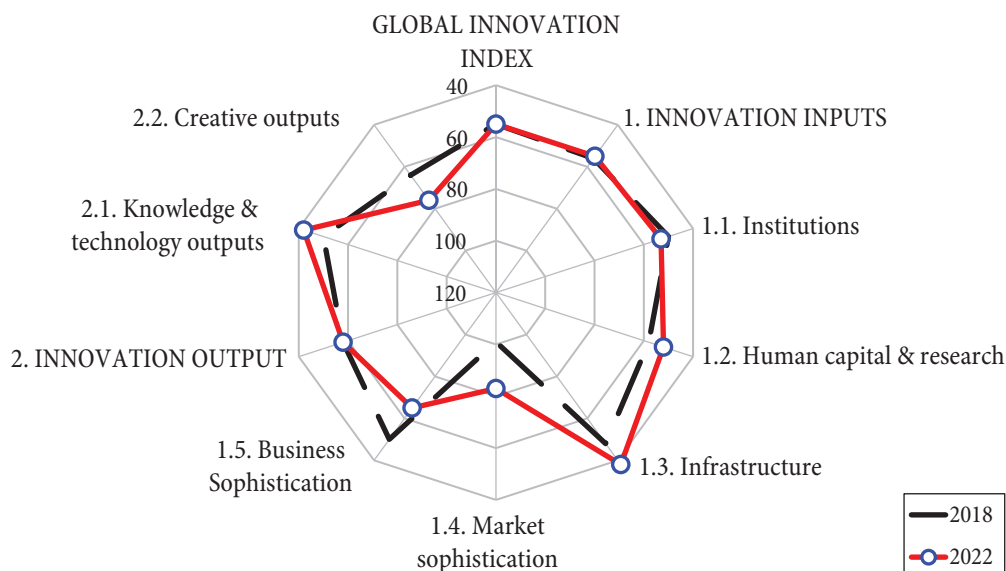 GLOBAL INNOVATION
INDEX
40
60
80
100
120
1. INNOVATION INPUTS
1.1. Institutions
1.2. Human capital & research
1.3. Infrastructure
1.4. Market
sophistication
1.5. Business
Sophistication
2. INNOVATION OUTPUT
2.1. Knowledge &
technology outputs
2.2. Creative outputs
2018
2022